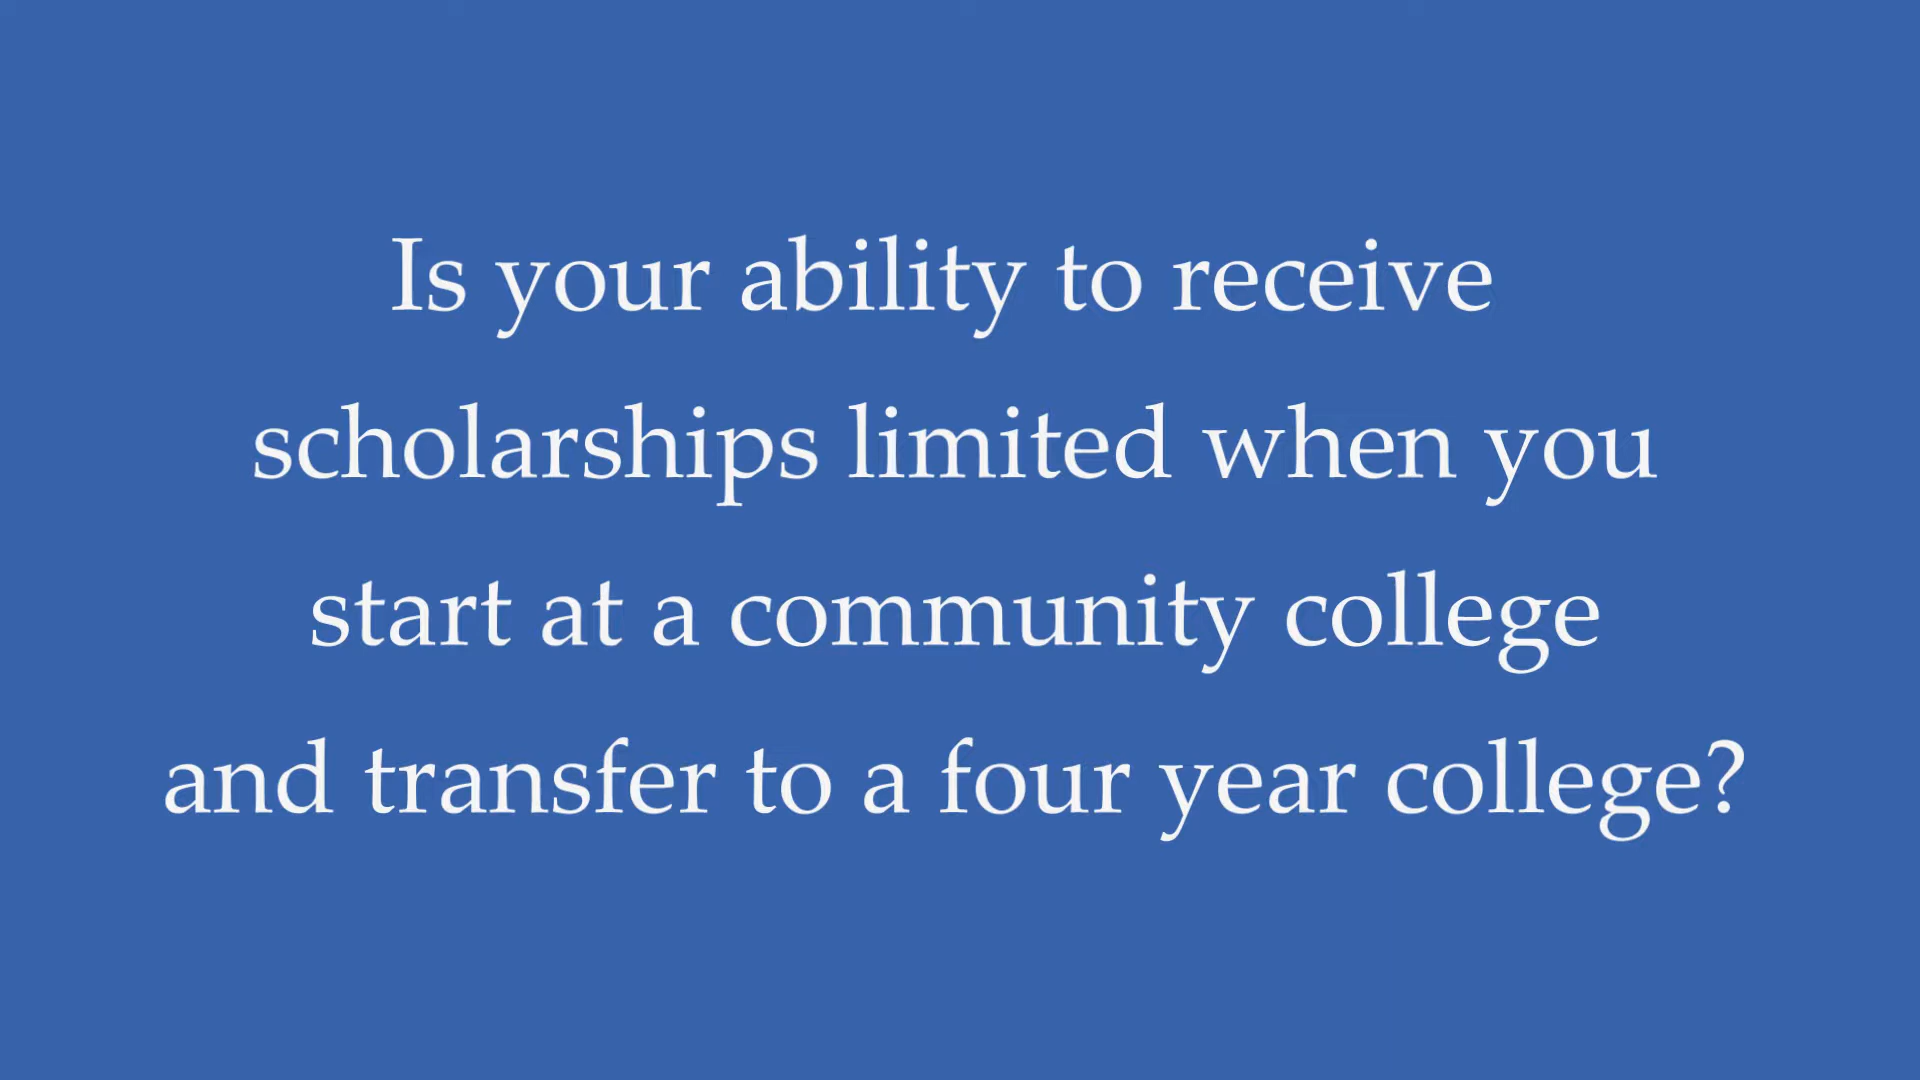 Is your ability to receive
scholarships limited when you
start at a community college
and transfer to a four year college?